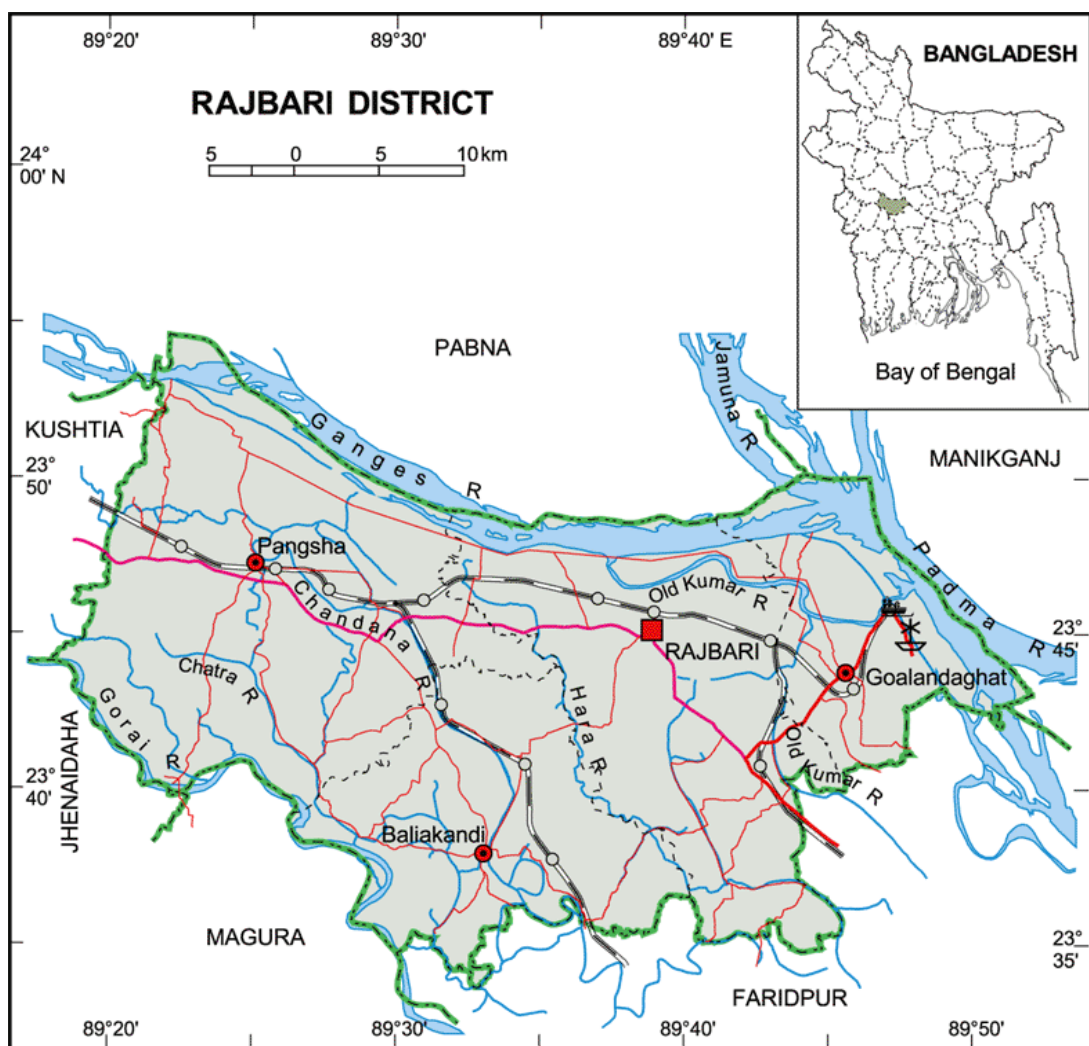 89°20'
89°30'
89°40' E
BANGLADESH
RAJBARI DISTRICT
5 0 5 10 km
24°
00' N
Bay of Bengal
PABNA
Jamuna R
KUSHTIA
Ganges R
MANIKGANJ
23°
50'
Pangsha
Padma R
Old Kumar R
Chandana R
RAJBARI
23°
45'
Goalandaghat
Chatra R
Gorai R
Hara R
Old Kumar R
JHENAIDAHA
23°
40'
Baliakandi
MAGURA
23°
35'
FARIDPUR
89°20'
89°30'
89°40'
89°50'